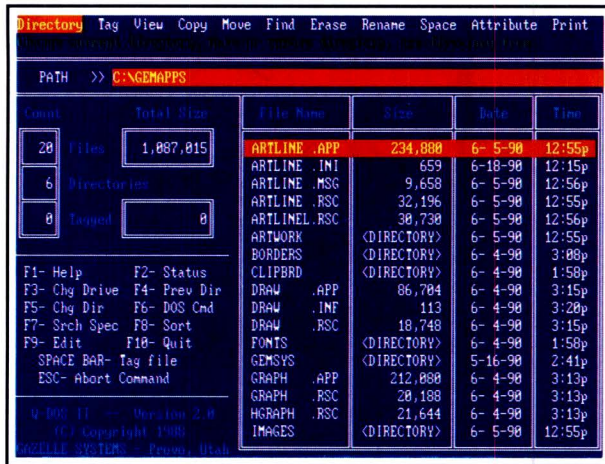 Directory Tag View Copy Move Find Erase Rename Space Attribute Print
PATH >> C:\GEMAPPS
Count Total Size
20 Files 1,087,015
6 Directories
0 Tagged 0
F1- Help F2- Status
F3- Chg Drive F4- Prev Dir
F5- Chg Dir F6- DOS Cmd
F7- Srch Spec F8- Sort
F9- Edit F10- Quit
SPACE BAR- Tag file
ESC- Abort Command
Q-DOS II -- Version 2.0
(C) Copyright 1988
GAZELLE SYSTEMS - Provo, Utah
File Name Size Date Time
ARTLINE .APP 234,880 6- 5-90 12:55p
ARTLINE .INI 659 6-18-90 12:15p
ARTLINE .MSG 9,658 6- 5-90 12:56p
ARTLINE .RSC 32,196 6- 5-90 12:55p
ARTLINEL.RSC 30,730 6- 5-90 12:56p
ARTWORK <DIRECTORY> 6- 5-90 12:55p
BORDERS <DIRECTORY> 6- 4-90 3:08p
CLIPBRD <DIRECTORY> 6- 4-90 1:58p
DRAW .APP 86,704 6- 4-90 3:15p
DRAW .INF 113 6- 4-90 3:20p
DRAW .RSC 18,748 6- 4-90 3:15p
FONTS <DIRECTORY> 6- 4-90 1:58p
GEMSYS <DIRECTORY> 5-16-90 2:41p
GRAPH .APP 212,080 6- 4-90 3:13p
GRAPH .RSC 20,188 6- 4-90 3:13p
HGRAPH .RSC 21,644 6- 4-90 3:13p
IMAGES <DIRECTORY> 6- 5-90 12:55p